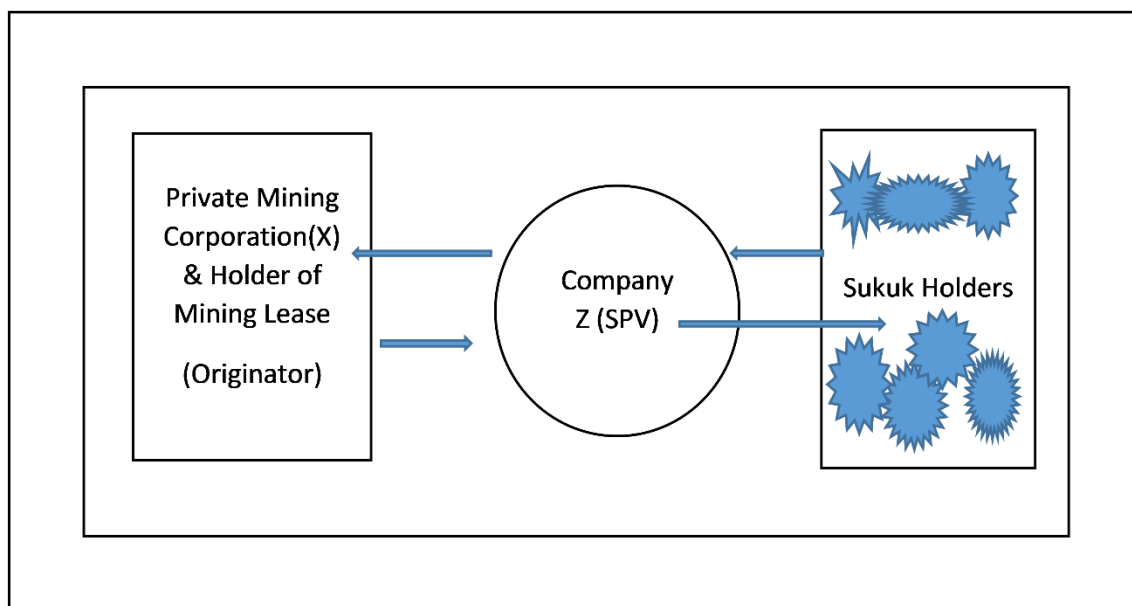 Private Mining
Corporation(X)
& Holder of
Mining Lease
(Originator)
Company
Z (SPV)
Sukuk Holders